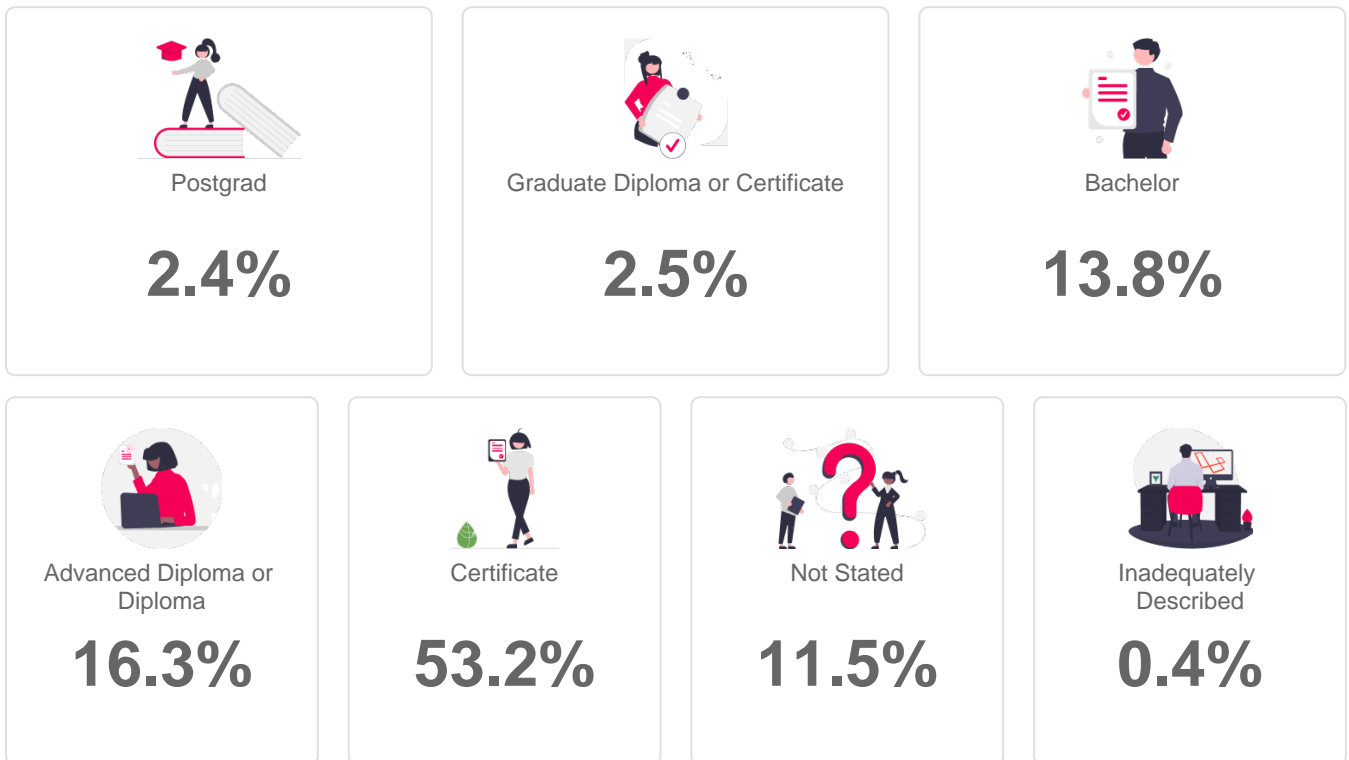 Postgrad
2.4%
Graduate Diploma or Certificate
2.5%
Bachelor
13.8%
Advanced Diploma or
Diploma
16.3%
Certificate
53.2%
Not Stated
11.5%
Inadequately
Described
0.4%